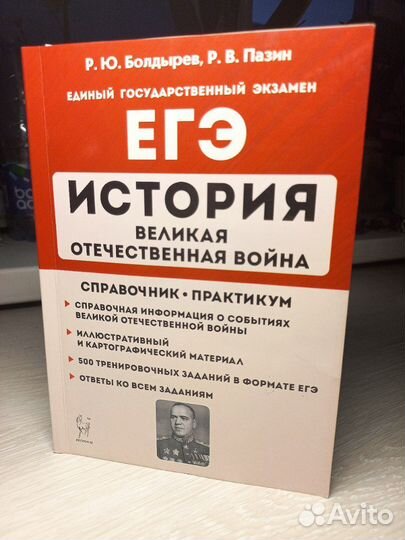 Р. Ю. Болдырев, Р. В. Пазин
ЕДИНЫЙ ГОСУДАРСТВЕННЫЙ ЭКЗАМЕН
ЕГЭ
ИСТОРИЯ
ВЕЛИКАЯ
ОТЕЧЕСТВЕННАЯ ВОЙНА
СПРАВОЧНИК • ПРАКТИКУМ
СПРАВОЧНАЯ ИНФОРМАЦИЯ О СОБЫТИЯХ
ВЕЛИКОЙ ОТЕЧЕСТВЕННОЙ ВОЙНЫ
ИЛЛЮСТРАТИВНЫЙ
И КАРТОГРАФИЧЕСКИЙ МАТЕРИАЛ
500 ТРЕНИРОВОЧНЫХ ЗАДАНИЙ В ФОРМАТЕ ЕГЭ
ОТВЕТЫ КО ВСЕМ ЗАДАНИЯМ
Avito